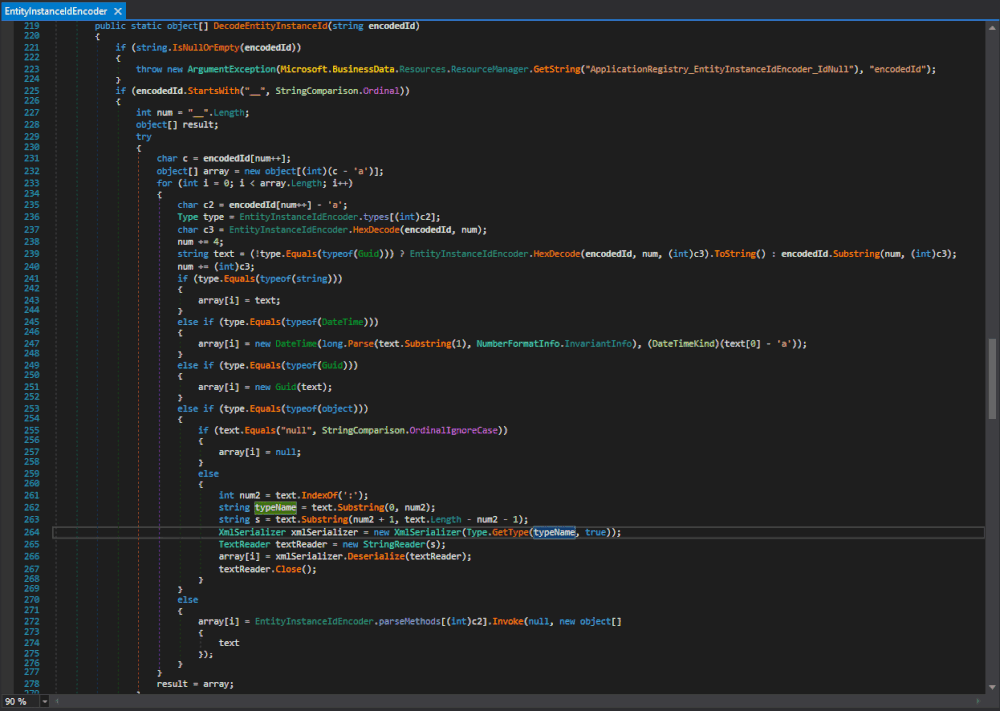 EntityInstanceIdEncoder ✕
219 public static object[] DecodeEntityInstanceId(string encodedId)
220 {
221 if (string.IsNullOrEmpty(encodedId))
222 {
223 throw new ArgumentException(Microsoft.BusinessData.Resources.ResourceManager.GetString("ApplicationRegistry_EntityInstanceIdEncoder_IdNull"), "encodedId");
224 }
225 if (encodedId.StartsWith("__", StringComparison.Ordinal))
226 {
227 int num = "__".Length;
228 object[] result;
229 try
230 {
231 char c = encodedId[num++];
232 object[] array = new object[(int)(c - 'a')];
233 for (int i = 0; i < array.Length; i++)
234 {
235 char c2 = encodedId[num++] - 'a';
236 Type type = EntityInstanceIdEncoder.types[(int)c2];
237 char c3 = EntityInstanceIdEncoder.HexDecode(encodedId, num);
238 num += 4;
239 string text = (!type.Equals(typeof(Guid))) ? EntityInstanceIdEncoder.HexDecode(encodedId, num, (int)c3).ToString() : encodedId.Substring(num, (int)c3);
240 num += (int)c3;
241 if (type.Equals(typeof(string)))
242 {
243 array[i] = text;
244 }
245 else if (type.Equals(typeof(DateTime)))
246 {
247 array[i] = new DateTime(long.Parse(text.Substring(1), NumberFormatInfo.InvariantInfo), (DateTimeKind)(text[0] - 'a'));
248 }
249 else if (type.Equals(typeof(Guid)))
250 {
251 array[i] = new Guid(text);
252 }
253 else if (type.Equals(typeof(object)))
254 {
255 if (text.Equals("null", StringComparison.OrdinalIgnoreCase))
256 {
257 array[i] = null;
258 }
259 else
260 {
261 int num2 = text.IndexOf(':');
262 string typeName = text.Substring(0, num2);
263 string s = text.Substring(num2 + 1, text.Length - num2 - 1);
264 XmlSerializer xmlSerializer = new XmlSerializer(Type.GetType(typeName, true));
265 TextReader textReader = new StringReader(s);
266 array[i] = xmlSerializer.Deserialize(textReader);
267 textReader.Close();
268 }
269 }
270 else
271 {
272 array[i] = EntityInstanceIdEncoder.parseMethods[(int)c2].Invoke(null, new object[]
273 {
274 text
275 });
276 }
277 }
278 result = array;
279 }
90 %